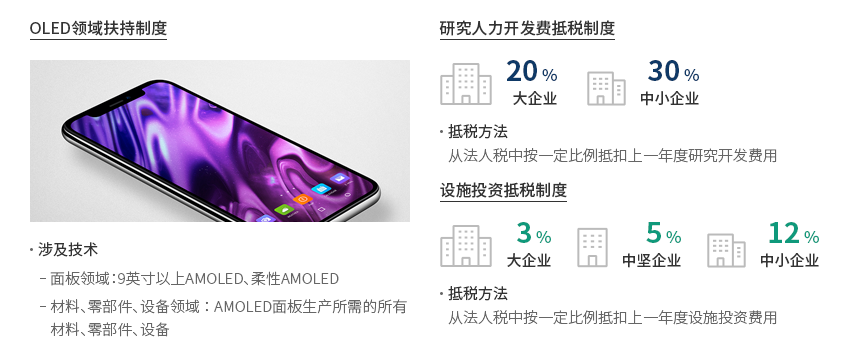 OLED领域扶持制度
· 涉及技术
– 面板领域：9英寸以上AMOLED、柔性AMOLED
– 材料、零部件、设备领域 ：AMOLED面板生产所需的所有
材料、零部件、设备
研究人力开发费抵税制度
20 %
大企业
30 %
中小企业
· 抵税方法
从法人税中按一定比例抵扣上一年度研究开发费用
设施投资抵税制度
3 %
大企业
5 %
中坚企业
12 %
中小企业
· 抵税方法
从法人税中按一定比例抵扣上一年度设施投资费用